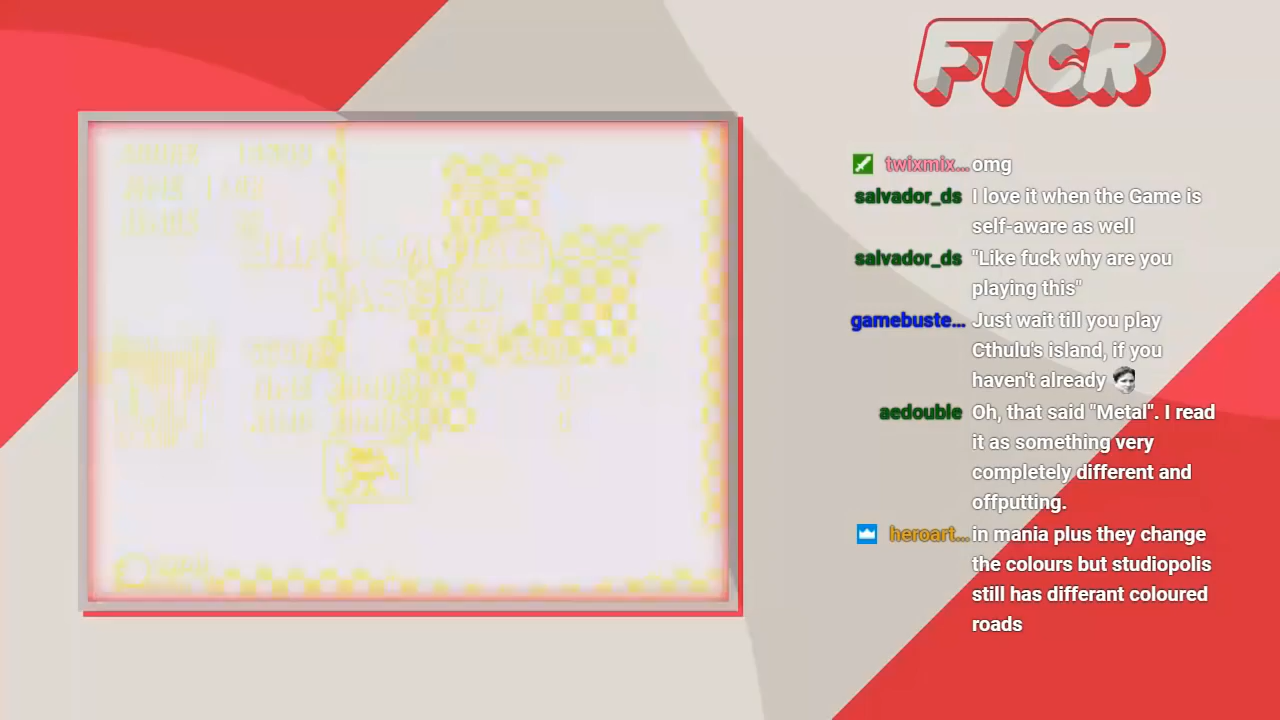 FTCR
twixmix... omg
salvador_ds I love it when the Game is
self-aware as well
salvador_ds "Like fuck why are you
playing this"
gamebuste... Just wait till you play
Cthulu's island, if you
haven't already
aedouble Oh, that said "Metal". I read
it as something very
completely different and
offputting.
heroart... in mania plus they change
the colours but studiopolis
still has differant coloured
roads